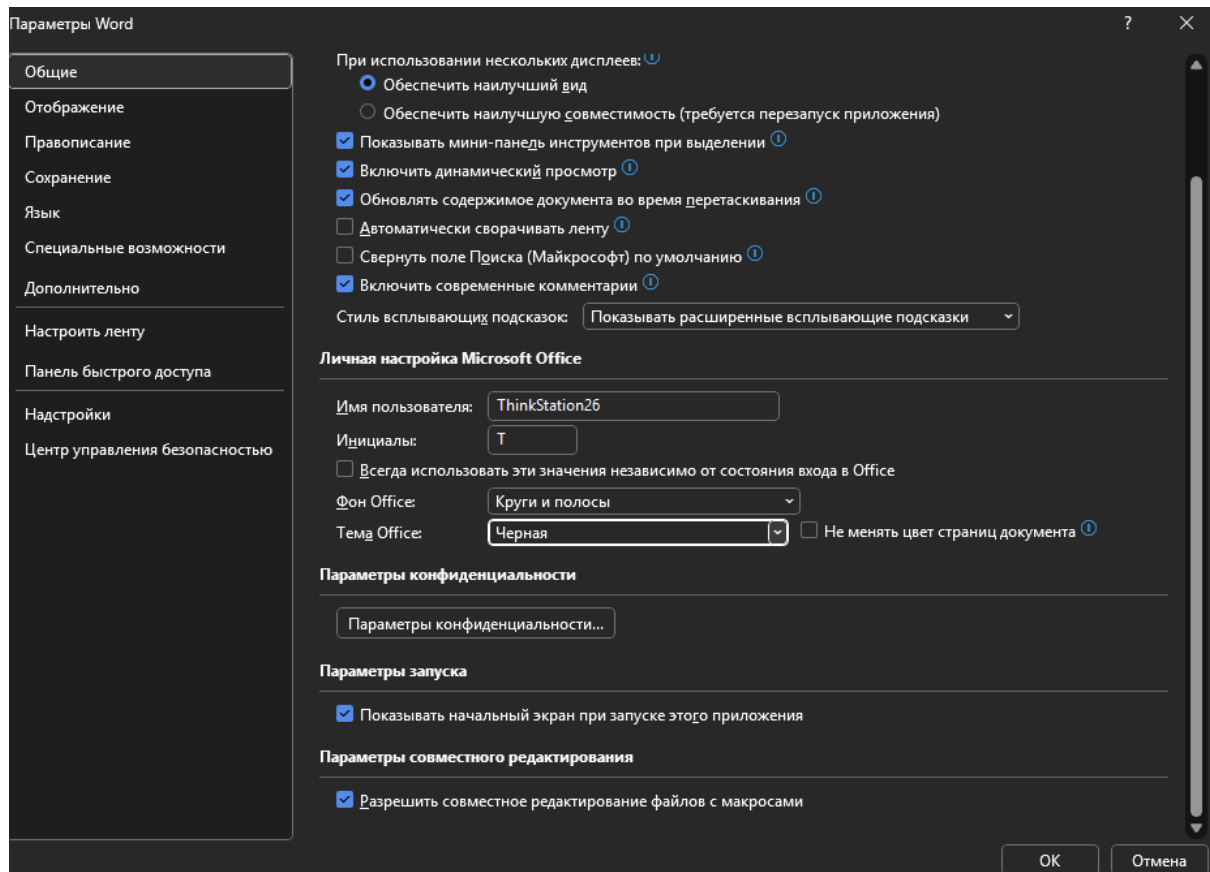 Параметры Word
?
Общие
Отображение
Правописание
Сохранение
Язык
Специальные возможности
Дополнительно
Настроить ленту
Панель быстрого доступа
Надстройки
Центр управления безопасностью
При использовании нескольких дисплеев:
Обеспечить наилучший вид
Обеспечить наилучшую совместимость (требуется перезапуск приложения)
Показывать мини-панель инструментов при выделении
Включить динамический просмотр
Обновлять содержимое документа во время перетаскивания
Автоматически сворачивать ленту
Свернуть поле Поиска (Майкрософт) по умолчанию
Включить современные комментарии
Стиль всплывающих подсказок: Показывать расширенные всплывающие подсказки
Личная настройка Microsoft Office
Имя пользователя: ThinkStation26
Инициалы: T
Всегда использовать эти значения независимо от состояния входа в Office
Фон Office: Круги и полосы
Тема Office: Черная Не менять цвет страниц документа
Параметры конфиденциальности
Параметры конфиденциальности...
Параметры запуска
Показывать начальный экран при запуске этого приложения
Параметры совместного редактирования
Разрешить совместное редактирование файлов с макросами
ОК Отмена